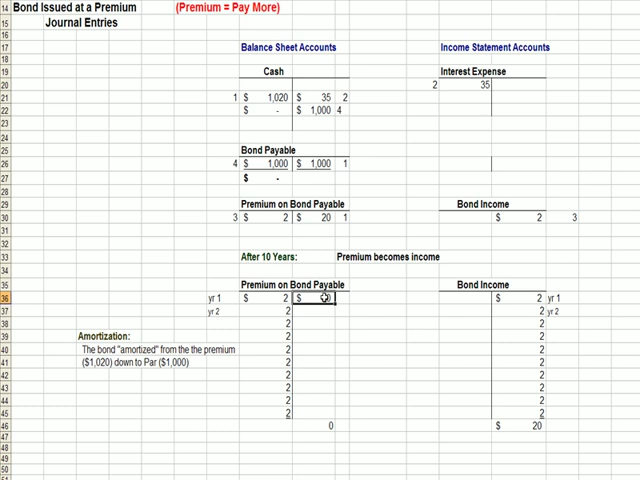 14 Bond Issued at a Premium (Premium = Pay More)
15 Journal Entries
16
17 Balance Sheet Accounts Income Statement Accounts
18
19 Cash Interest Expense
20 2 35
21 1 $ 1,020 $ 35 2
22 $ - $ 1,000 4
23
24
25 Bond Payable
26 4 $ 1,000 $ 1,000 1
27 $ -
28
29 Premium on Bond Payable Bond Income
30 3 $ 2 $ 20 1 $ 2 3
31
32
33 After 10 Years: Premium becomes income
34
35 Premium on Bond Payable Bond Income
36 yr 1 $ 2 $ $ 2 yr 1
37 yr 2 2 2 yr 2
38 2 2
39 Amortization: 2 2
40 The bond "amortized" from the the premium 2 2
41 ($1,020) down to Par ($1,000) 2 2
42 2 2
43 2 2
44 2 2
45 2 2
46 0 $ 20
47
48
49
50